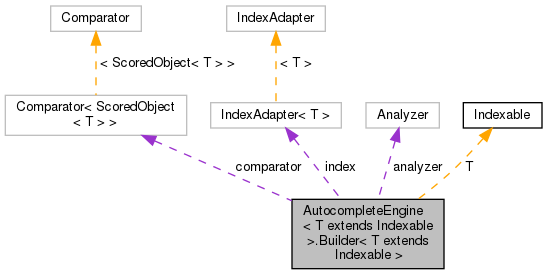 Comparator
IndexAdapter
< ScoredObject< T > >
< T >
Comparator< ScoredObject
< T > >
IndexAdapter< T >
Analyzer
Indexable
comparator
index
analyzer
T
AutocompleteEngine
< T extends Indexable
>.Builder< T extends
Indexable >